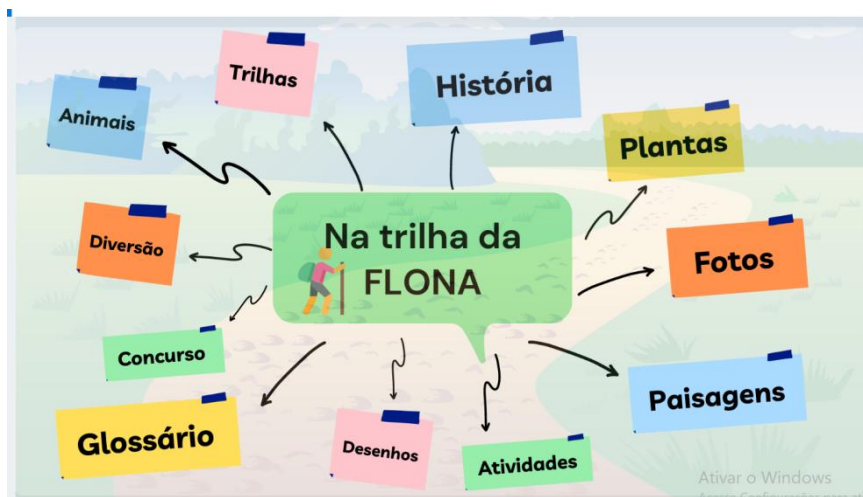 Trilhas
História
Animais
Plantas
Na trilha da
FLONA
Diversão
Fotos
Concurso
Paisagens
Glossário
Desenhos
Atividades
Ativar o Windows